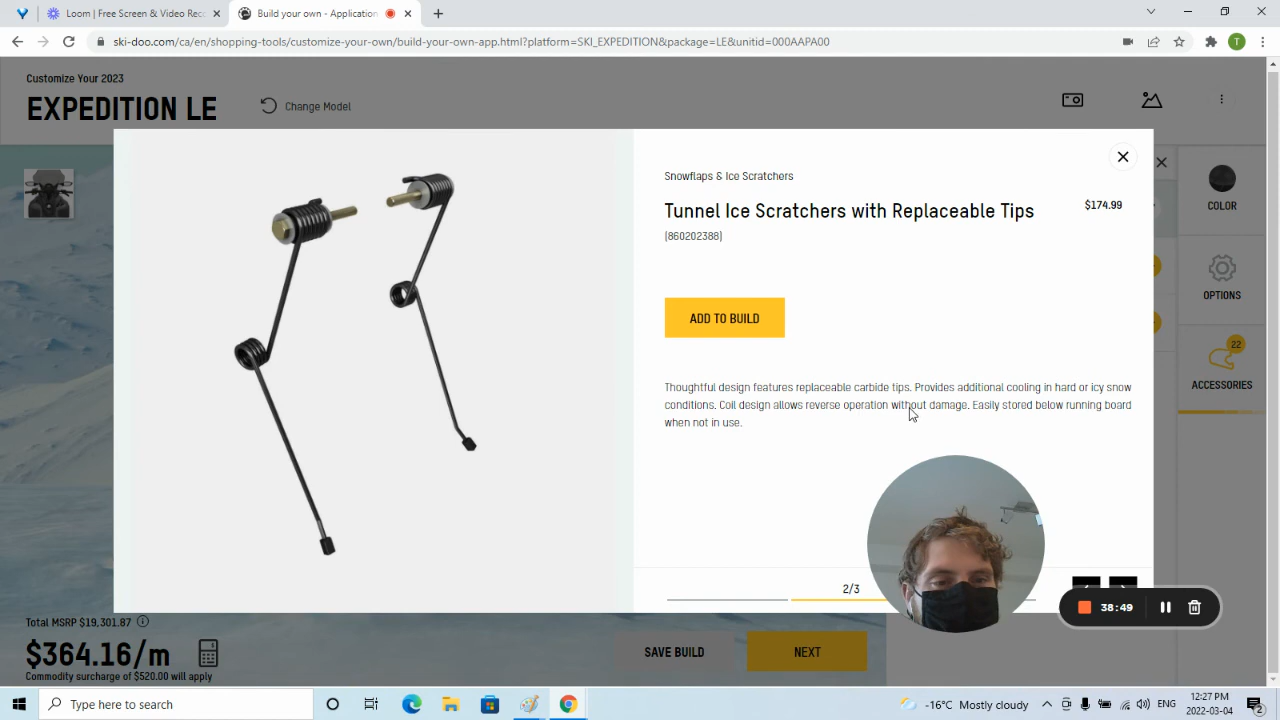 Loom | Free Screen & Video Reco
Build your own - Application
ski-doo.com/ca/en/shopping-tools/customize-your-own/build-your-own-app.html?platform=SKI_EXPEDITION&package=LE&unitid=000AAPA00
T
Customize Your 2023
EXPEDITION LE
Change Model
Snowflaps & Ice Scratchers
Tunnel Ice Scratchers with Replaceable Tips
$174.99
(860202388)
ADD TO BUILD
Thoughtful design features replaceable carbide tips. Provides additional cooling in hard or icy snow
conditions. Coil design allows reverse operation without damage. Easily stored below running board
when not in use.
2/3
COLOR
OPTIONS
22
ACCESSORIES
38:49
Total MSRP $19,301.87
$364.16/m
Commodity surcharge of $520.00 will apply
SAVE BUILD
NEXT
Type here to search
-16°C Mostly cloudy
ENG
12:27 PM
2022-03-04
2